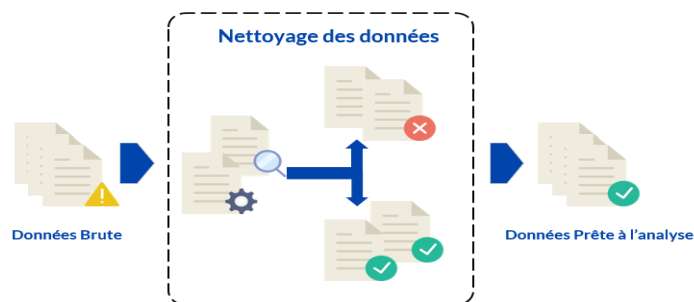 Nettoyage des données
Données Brute
Données Prête à l'analyse